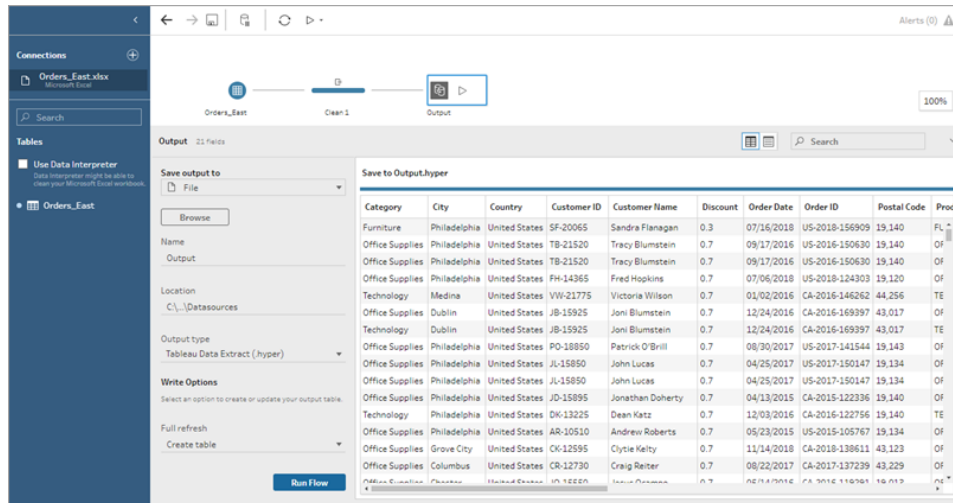 Alerts (0)
Connections
Orders_East.xlsx
Microsoft Excel
Search
Tables
Use Data Interpreter
Data Interpreter might be able to
clean your Microsoft Excel workbook.
Orders_East
Orders_East
Clean 1
Output
100%
Output 21 fields
Search
Save output to
File
Browse
Name
Output
Location
C:\...\Datasources
Output type
Tableau Data Extract (.hyper)
Write Options
Select an option to create or update your output table.
Full refresh
Create table
Run Flow
Save to Output.hyper
Category City Country Customer ID Customer Name Discount Order Date Order ID Postal Code Proc
Furniture Philadelphia United States SF-20065 Sandra Flanagan 0.3 07/16/2018 US-2018-156909 19,140 FU
Office Supplies Philadelphia United States TB-21520 Tracy Blumstein 0.7 09/17/2016 US-2016-150630 19,140 OF
Office Supplies Philadelphia United States TB-21520 Tracy Blumstein 0.7 09/17/2016 US-2016-150630 19,140 OF
Office Supplies Philadelphia United States FH-14365 Fred Hopkins 0.7 07/06/2018 US-2018-124303 19,120 OF
Technology Medina United States VW-21775 Victoria Wilson 0.7 01/02/2016 CA-2016-146262 44,256 TE
Office Supplies Dublin United States JB-15925 Joni Blumstein 0.7 12/24/2016 CA-2016-169397 43,017 OF
Technology Dublin United States JB-15925 Joni Blumstein 0.7 12/24/2016 CA-2016-169397 43,017 TE
Office Supplies Philadelphia United States PO-18850 Patrick O'Brill 0.7 08/30/2017 US-2017-141544 19,143 OF
Office Supplies Philadelphia United States JL-15850 John Lucas 0.7 04/25/2017 US-2017-150147 19,134 OF
Office Supplies Philadelphia United States JL-15850 John Lucas 0.7 04/25/2017 US-2017-150147 19,134 OF
Office Supplies Philadelphia United States JD-15895 Jonathan Doherty 0.7 04/13/2015 CA-2015-122336 19,140 OF
Technology Philadelphia United States DK-13225 Dean Katz 0.7 12/03/2016 CA-2016-122756 19,140 TE
Office Supplies Philadelphia United States AR-10510 Andrew Roberts 0.7 05/23/2015 US-2015-105767 19,134 OF
Office Supplies Grove City United States CK-12595 Clytie Kelty 0.7 11/14/2018 CA-2018-138611 43,123 OF
Office Supplies Columbus United States CR-12730 Craig Reiter 0.7 08/22/2017 CA-2017-137239 43,229 OF